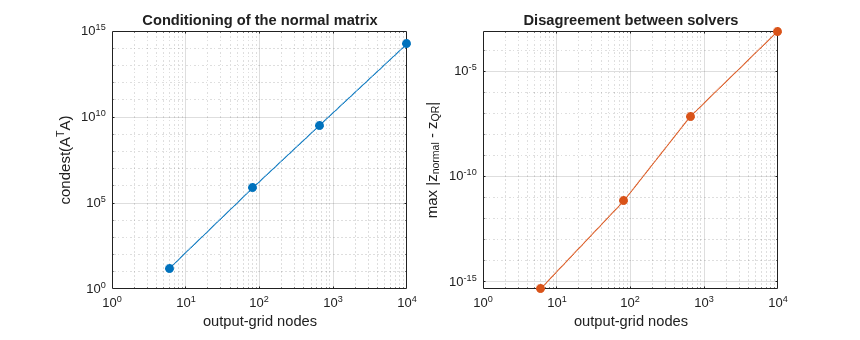 Conditioning of the normal matrix
10^15
10^10
10^5
10^0
condest(A^TA)
10^0 10^1 10^2 10^3 10^4
output-grid nodes
Disagreement between solvers
10^-5
10^-10
10^-15
max |z_normal - z_QR|
10^0 10^1 10^2 10^3 10^4
output-grid nodes